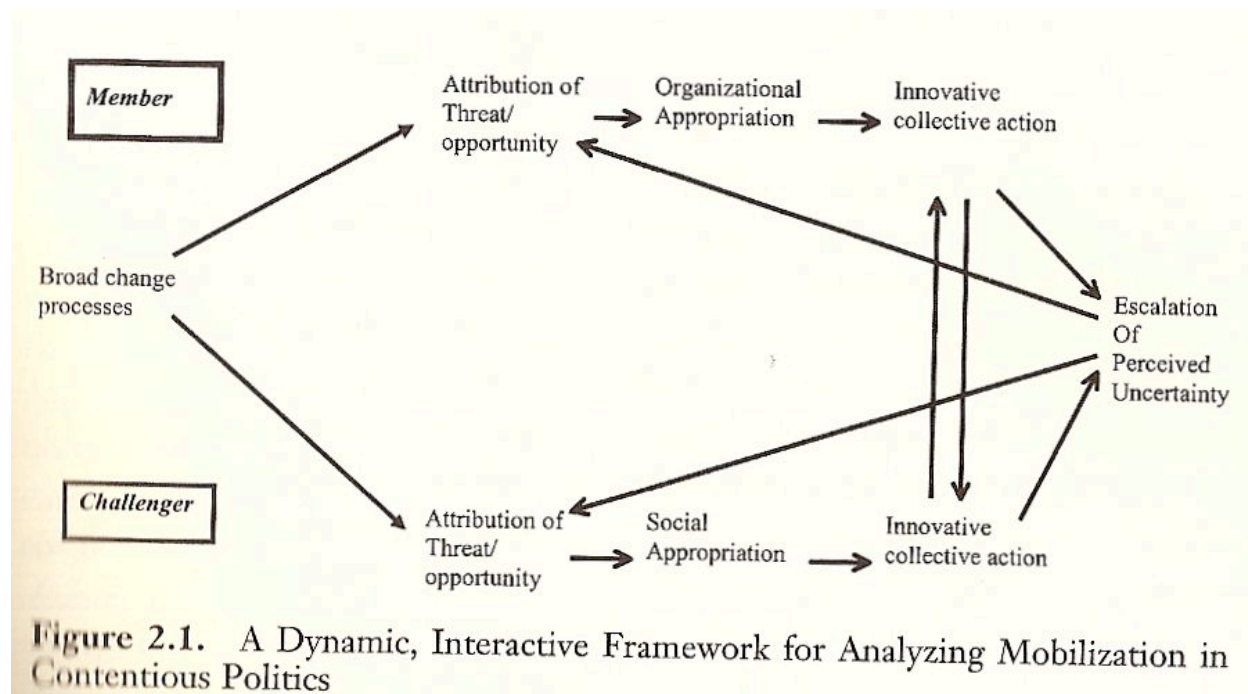 Member
Attribution of
Threat/
opportunity
Organizational
Appropriation
Innovative
collective action
Broad change
processes
Escalation
Of
Perceived
Uncertainty
Challenger
Attribution of
Threat/
opportunity
Social
Appropriation
Innovative
collective action
Figure 2.1. A Dynamic, Interactive Framework for Analyzing Mobilization in
Contentious Politics